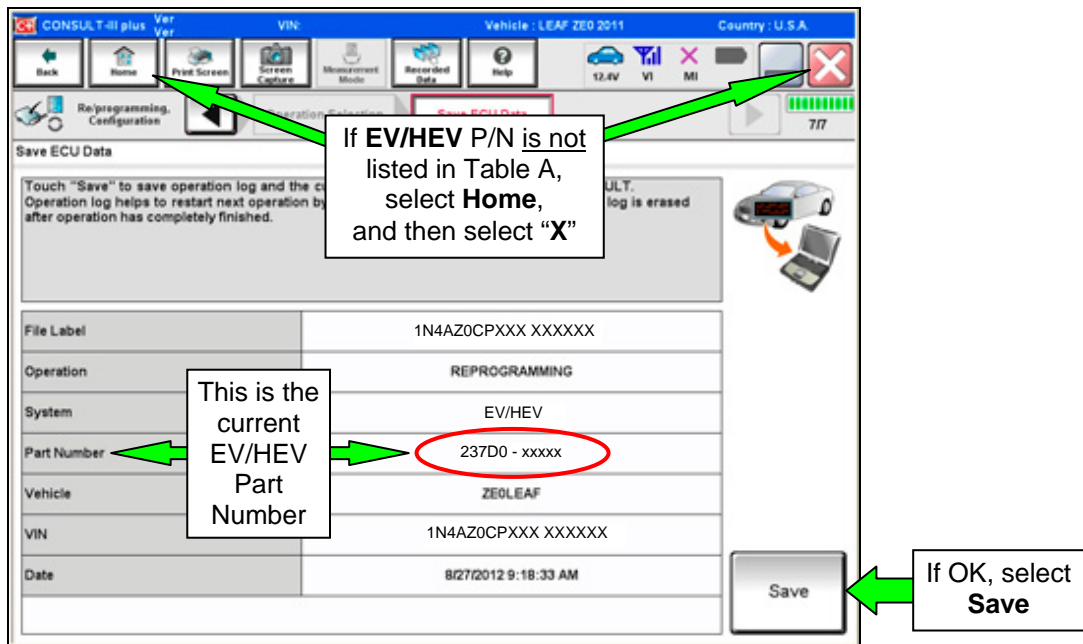 CONSULT-III plus Ver
Ver
VIN:
Vehicle : LEAF ZE0 2011
Country : U.S.A.
Back
Home
Print Screen
Screen
Capture
Measurement
Mode
Recorded
Data
Help
12.4V
VI
MI
Re/programming,
Configuration
Operation Selection
Save ECU Data
7/7
Save ECU Data
If EV/HEV P/N is not
listed in Table A,
select Home,
and then select “X”
Touch "Save" to save operation log and the
Operation log helps to restart next operation by
log is erased
after operation has completely finished.
File Label
1N4AZ0CPXXX XXXXXX
Operation
REPROGRAMMING
System
EV/HEV
Part Number
237D0 - xxxxx
Vehicle
ZE0LEAF
VIN
1N4AZ0CPXXX XXXXXX
Date
8/27/2012 9:18:33 AM
This is the
current
EV/HEV
Part
Number
Save
If OK, select
Save